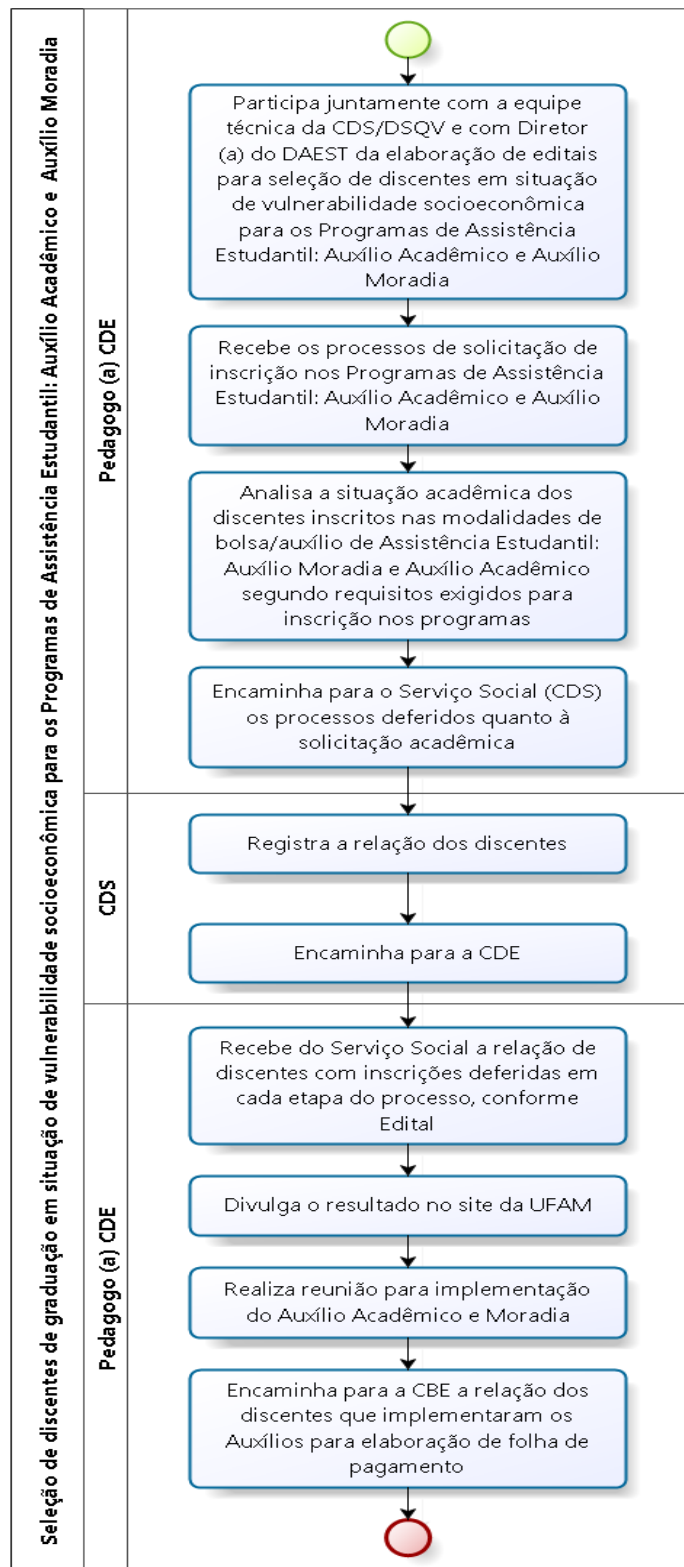 Seleção de discentes de graduação em situação de vulnerabilidade socioeconômica para os Programas de Assistência Estudantil: Auxílio Acadêmico e Auxílio Moradia
Pedagogo (a) CDE
Participa juntamente com a equipe
técnica da CDS/DSQV e com Diretor
(a) do DAEST da elaboração de editais
para seleção de discentes em situação
de vulnerabilidade socioeconômica
para os Programas de Assistência
Estudantil: Auxílio Acadêmico e Auxílio
Moradia
Recebe os processos de solicitação de
inscrição nos Programas de Assistência
Estudantil: Auxílio Acadêmico e Auxílio
Moradia
Analisa a situação acadêmica dos
discentes inscritos nas modalidades de
bolsa/auxílio de Assistência Estudantil:
Auxílio Moradia e Auxílio Acadêmico
segundo requisitos exigidos para
inscrição nos programas
Encaminha para o Serviço Social (CDS)
os processos deferidos quanto à
solicitação acadêmica
CDS
Registra a relação dos discentes
Encaminha para a CDE
Pedagogo (a) CDE
Recebe do Serviço Social a relação de
discentes com inscrições deferidas em
cada etapa do processo, conforme
Edital
Divulga o resultado no site da UFAM
Realiza reunião para implementação
do Auxílio Acadêmico e Moradia
Encaminha para a CBE a relação dos
discentes que implementaram os
Auxílios para elaboração de folha de
pagamento